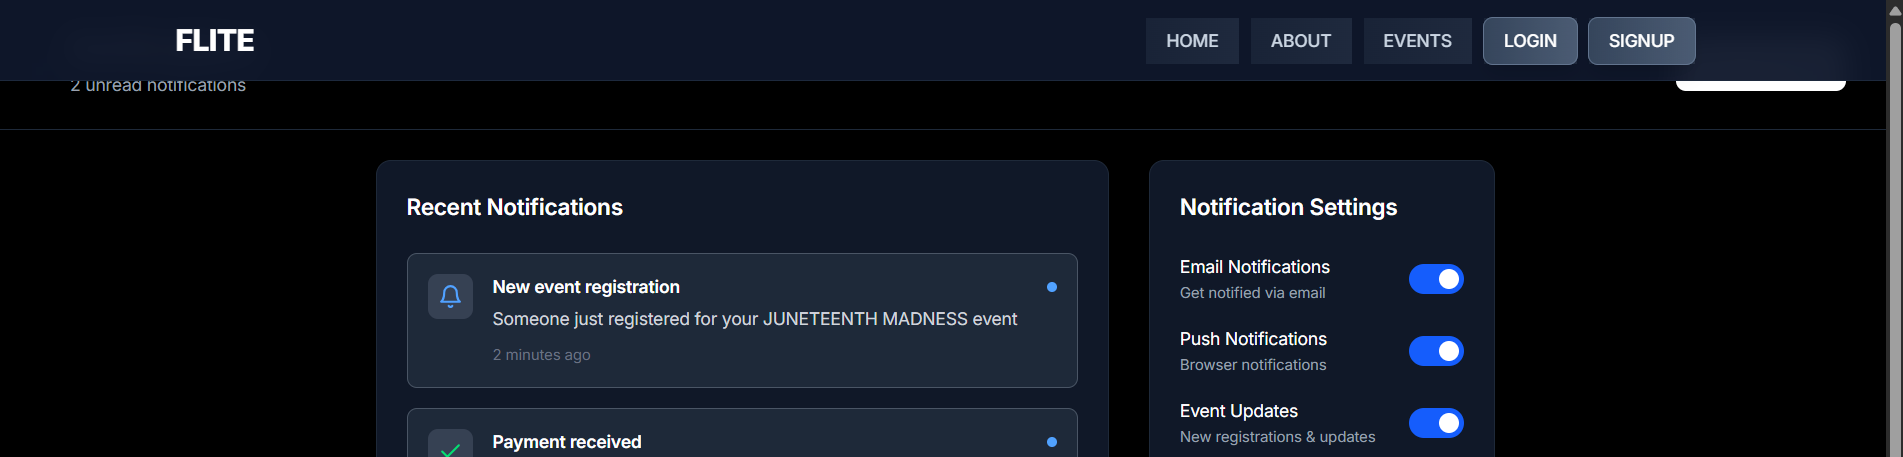 FLITE
HOME ABOUT EVENTS LOGIN SIGNUP
2 unread notifications
Recent Notifications
New event registration
Someone just registered for your JUNETEENTH MADNESS event
2 minutes ago
Payment received
Notification Settings
Email Notifications
Get notified via email
Push Notifications
Browser notifications
Event Updates
New registrations & updates